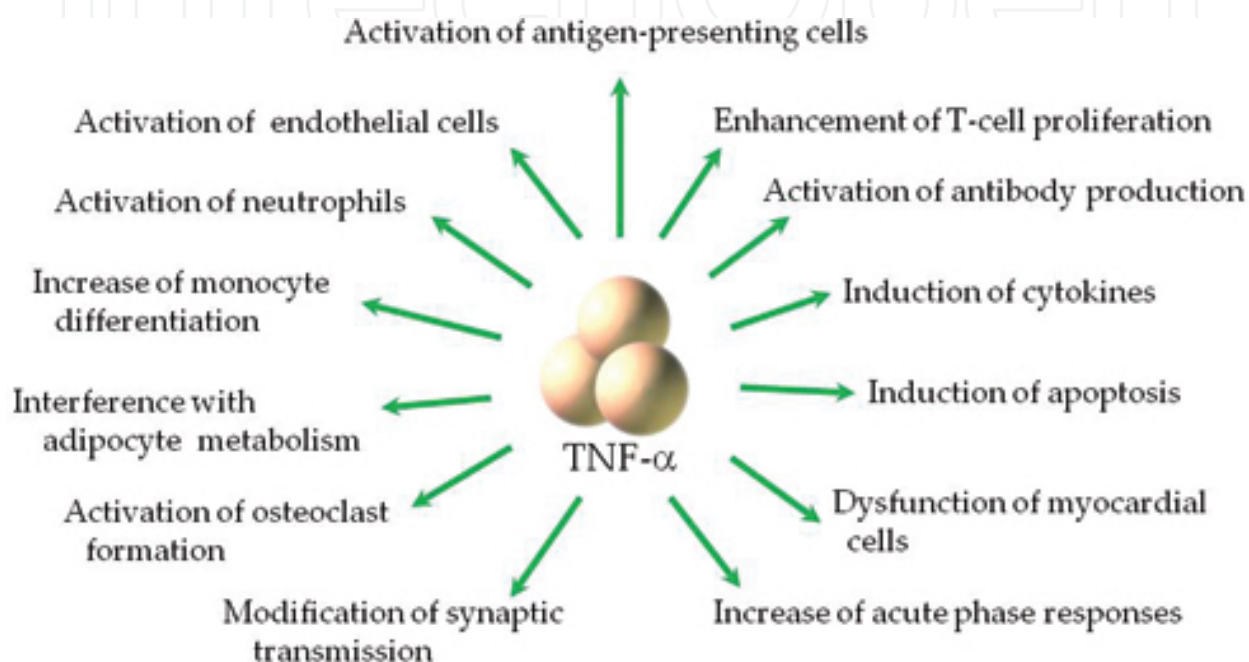 Activation of antigen-presenting cells
Activation of endothelial cells
Enhancement of T-cell proliferation
Activation of neutrophils
Activation of antibody production
Increase of monocyte
differentiation
Induction of cytokines
Interference with
adipocyte metabolism
Induction of apoptosis
TNF-α
Activation of osteoclast
formation
Dysfunction of myocardial
cells
Modification of synaptic
transmission
Increase of acute phase responses